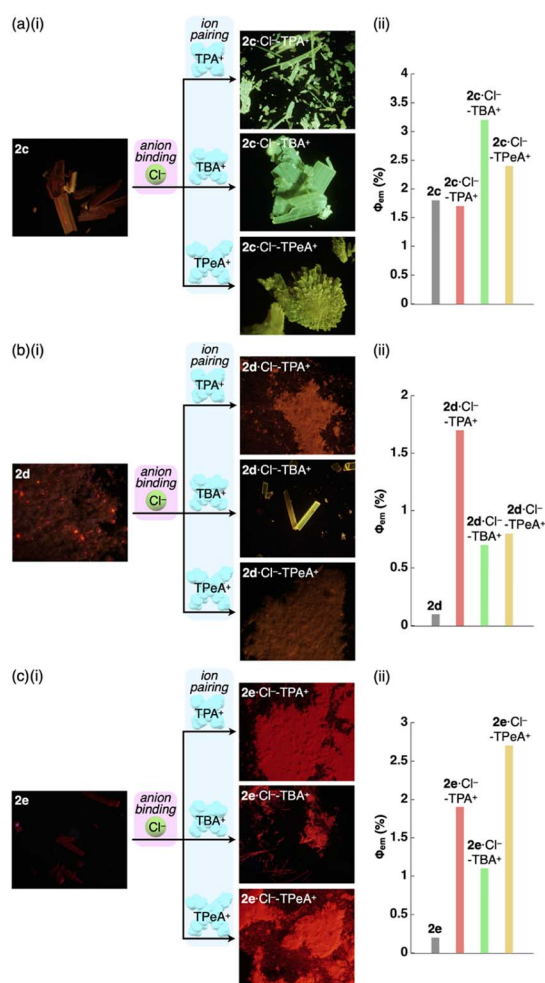 (a)(i)
ion
pairing
TPA⁺
2c·Cl⁻-TPA⁺
2c
anion
binding
Cl⁻
TBA⁺
2c·Cl⁻-TBA⁺
TPeA⁺
2c·Cl⁻-TPeA⁺
(ii)
Φem (%)
4
3.5
3
2.5
2
1.5
1
0.5
0
2c
2c·Cl⁻
-TPA⁺
2c·Cl⁻
-TBA⁺
2c·Cl⁻
-TPeA⁺
(b)(i)
ion
pairing
TPA⁺
2d·Cl⁻-TPA⁺
2d
anion
binding
Cl⁻
TBA⁺
2d·Cl⁻-TBA⁺
TPeA⁺
2d·Cl⁻-TPeA⁺
(ii)
Φem (%)
2
1.5
1
0.5
0
2d
2d·Cl⁻
-TPA⁺
2d·Cl⁻
-TBA⁺
2d·Cl⁻
-TPeA⁺
(c)(i)
ion
pairing
TPA⁺
2e·Cl⁻-TPA⁺
2e
anion
binding
Cl⁻
TBA⁺
2e·Cl⁻-TBA⁺
TPeA⁺
2e·Cl⁻-TPeA⁺
(ii)
Φem (%)
3
2.5
2
1.5
1
0.5
0
2e
2e·Cl⁻
-TPA⁺
2e·Cl⁻
-TBA⁺
2e·Cl⁻
-TPeA⁺